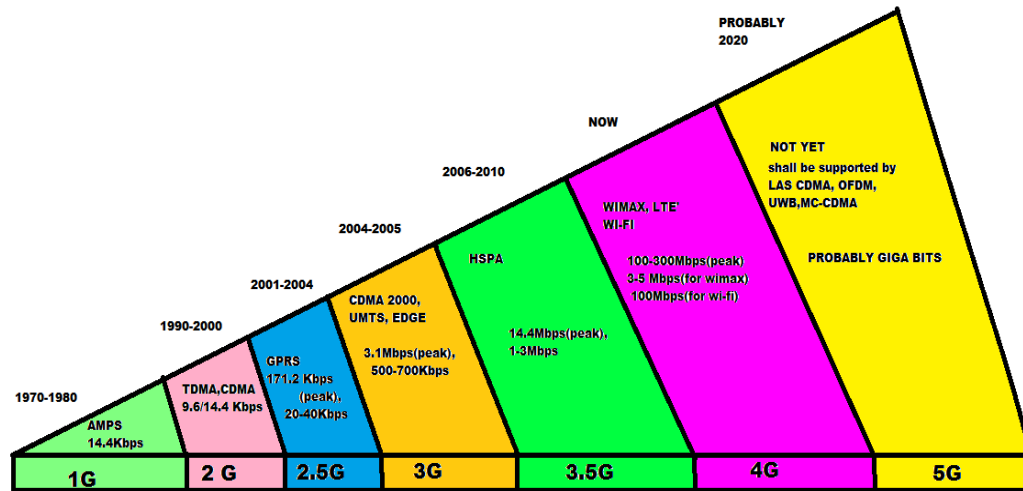 1970-1980
AMPS
14.4Kbps
1G
1990-2000
TDMA,CDMA
9.6/14.4 Kbps
2 G
2001-2004
GPRS
171.2 Kbps
(peak),
20-40Kbps
2.5G
2004-2005
CDMA 2000,
UMTS, EDGE
3.1Mbps(peak),
500-700Kbps
3G
2006-2010
HSPA
14.4Mbps(peak),
1-3Mbps
3.5G
NOW
WIMAX, LTE'
WI-FI
100-300Mbps(peak)
3-5 Mbps(for wimax)
100Mbps(for wi-fi)
4G
PROBABLY
2020
NOT YET
shall be supported by
LAS CDMA, OFDM,
UWB,MC-CDMA
PROBABLY GIGA BITS
5G